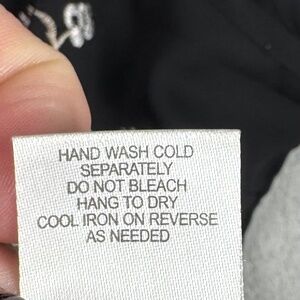 HAND WASH COLD
SEPARATELY
DO NOT BLEACH
HANG TO DRY
COOL IRON ON REVERSE
AS NEEDED